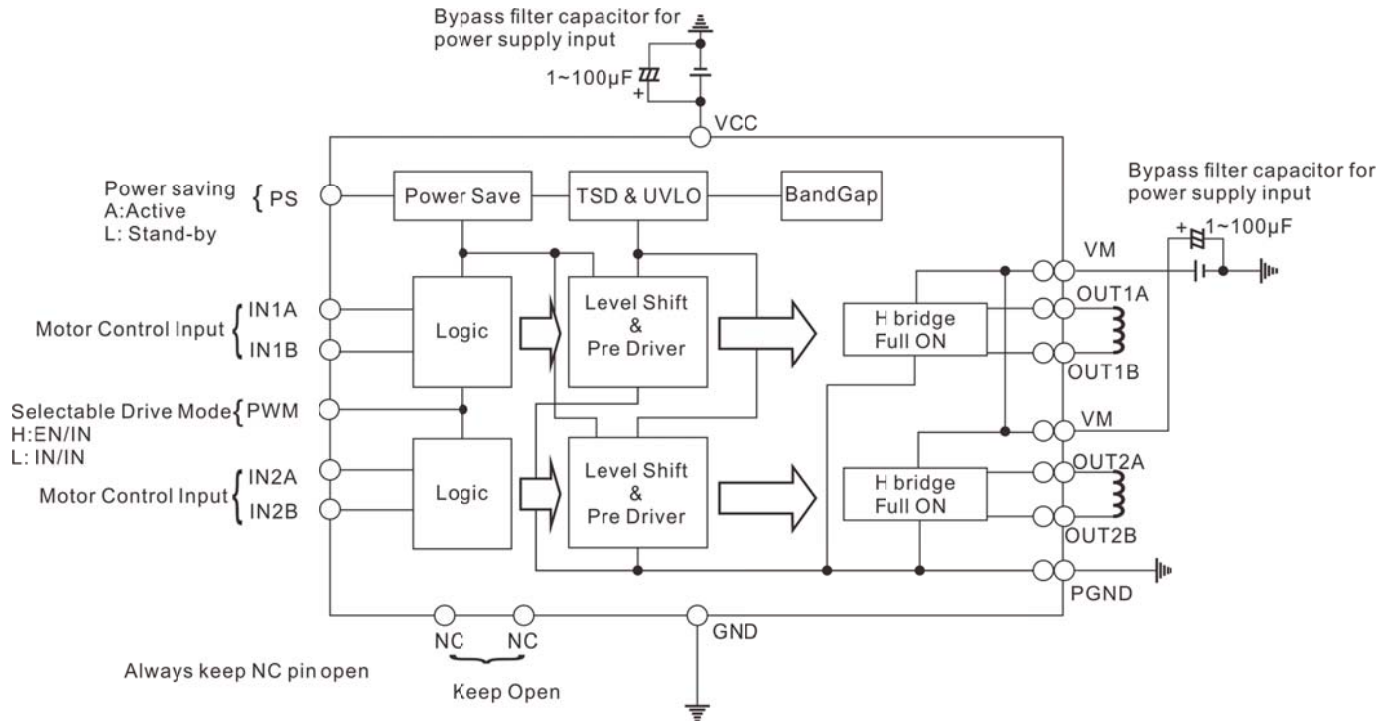 Bypass filter capacitor for
power supply input
1~100µF
+
VCC
Bypass filter capacitor for
power supply input
+ 1~100µF
Power saving { PS
A:Active
L: Stand-by
Power Save
TSD & UVLO
BandGap
VM
Motor Control Input {
IN1A
IN1B
Logic
Level Shift
&
Pre Driver
H bridge
Full ON
OUT1A
OUT1B
Selectable Drive Mode { PWM
H:EN/IN
L: IN/IN
VM
Motor Control Input {
IN2A
IN2B
Logic
Level Shift
&
Pre Driver
H bridge
Full ON
OUT2A
OUT2B
PGND
NC
NC
GND
Always keep NC pin open
Keep Open